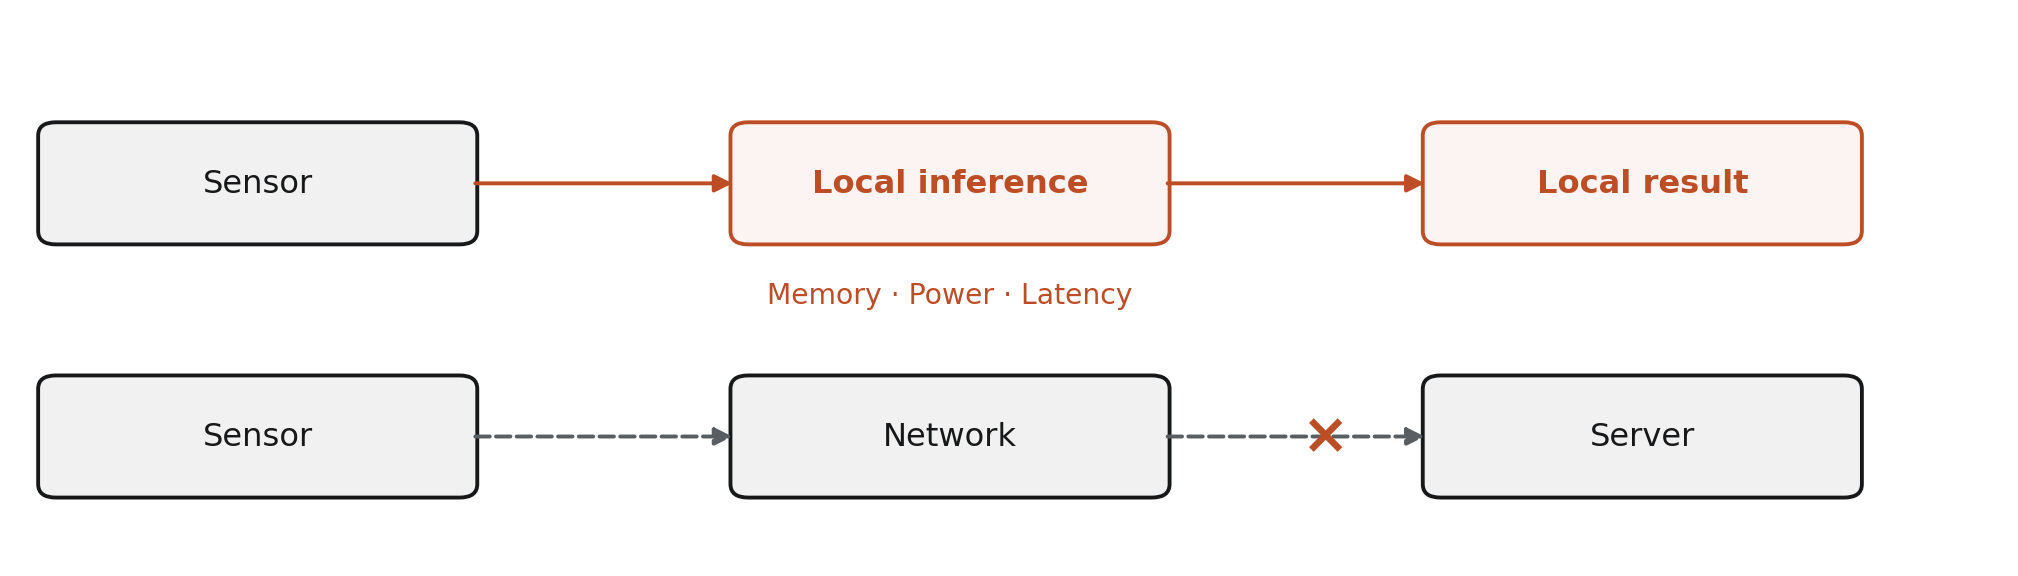 Sensor
Local inference
Local result
Memory · Power · Latency
Sensor
Network
Server